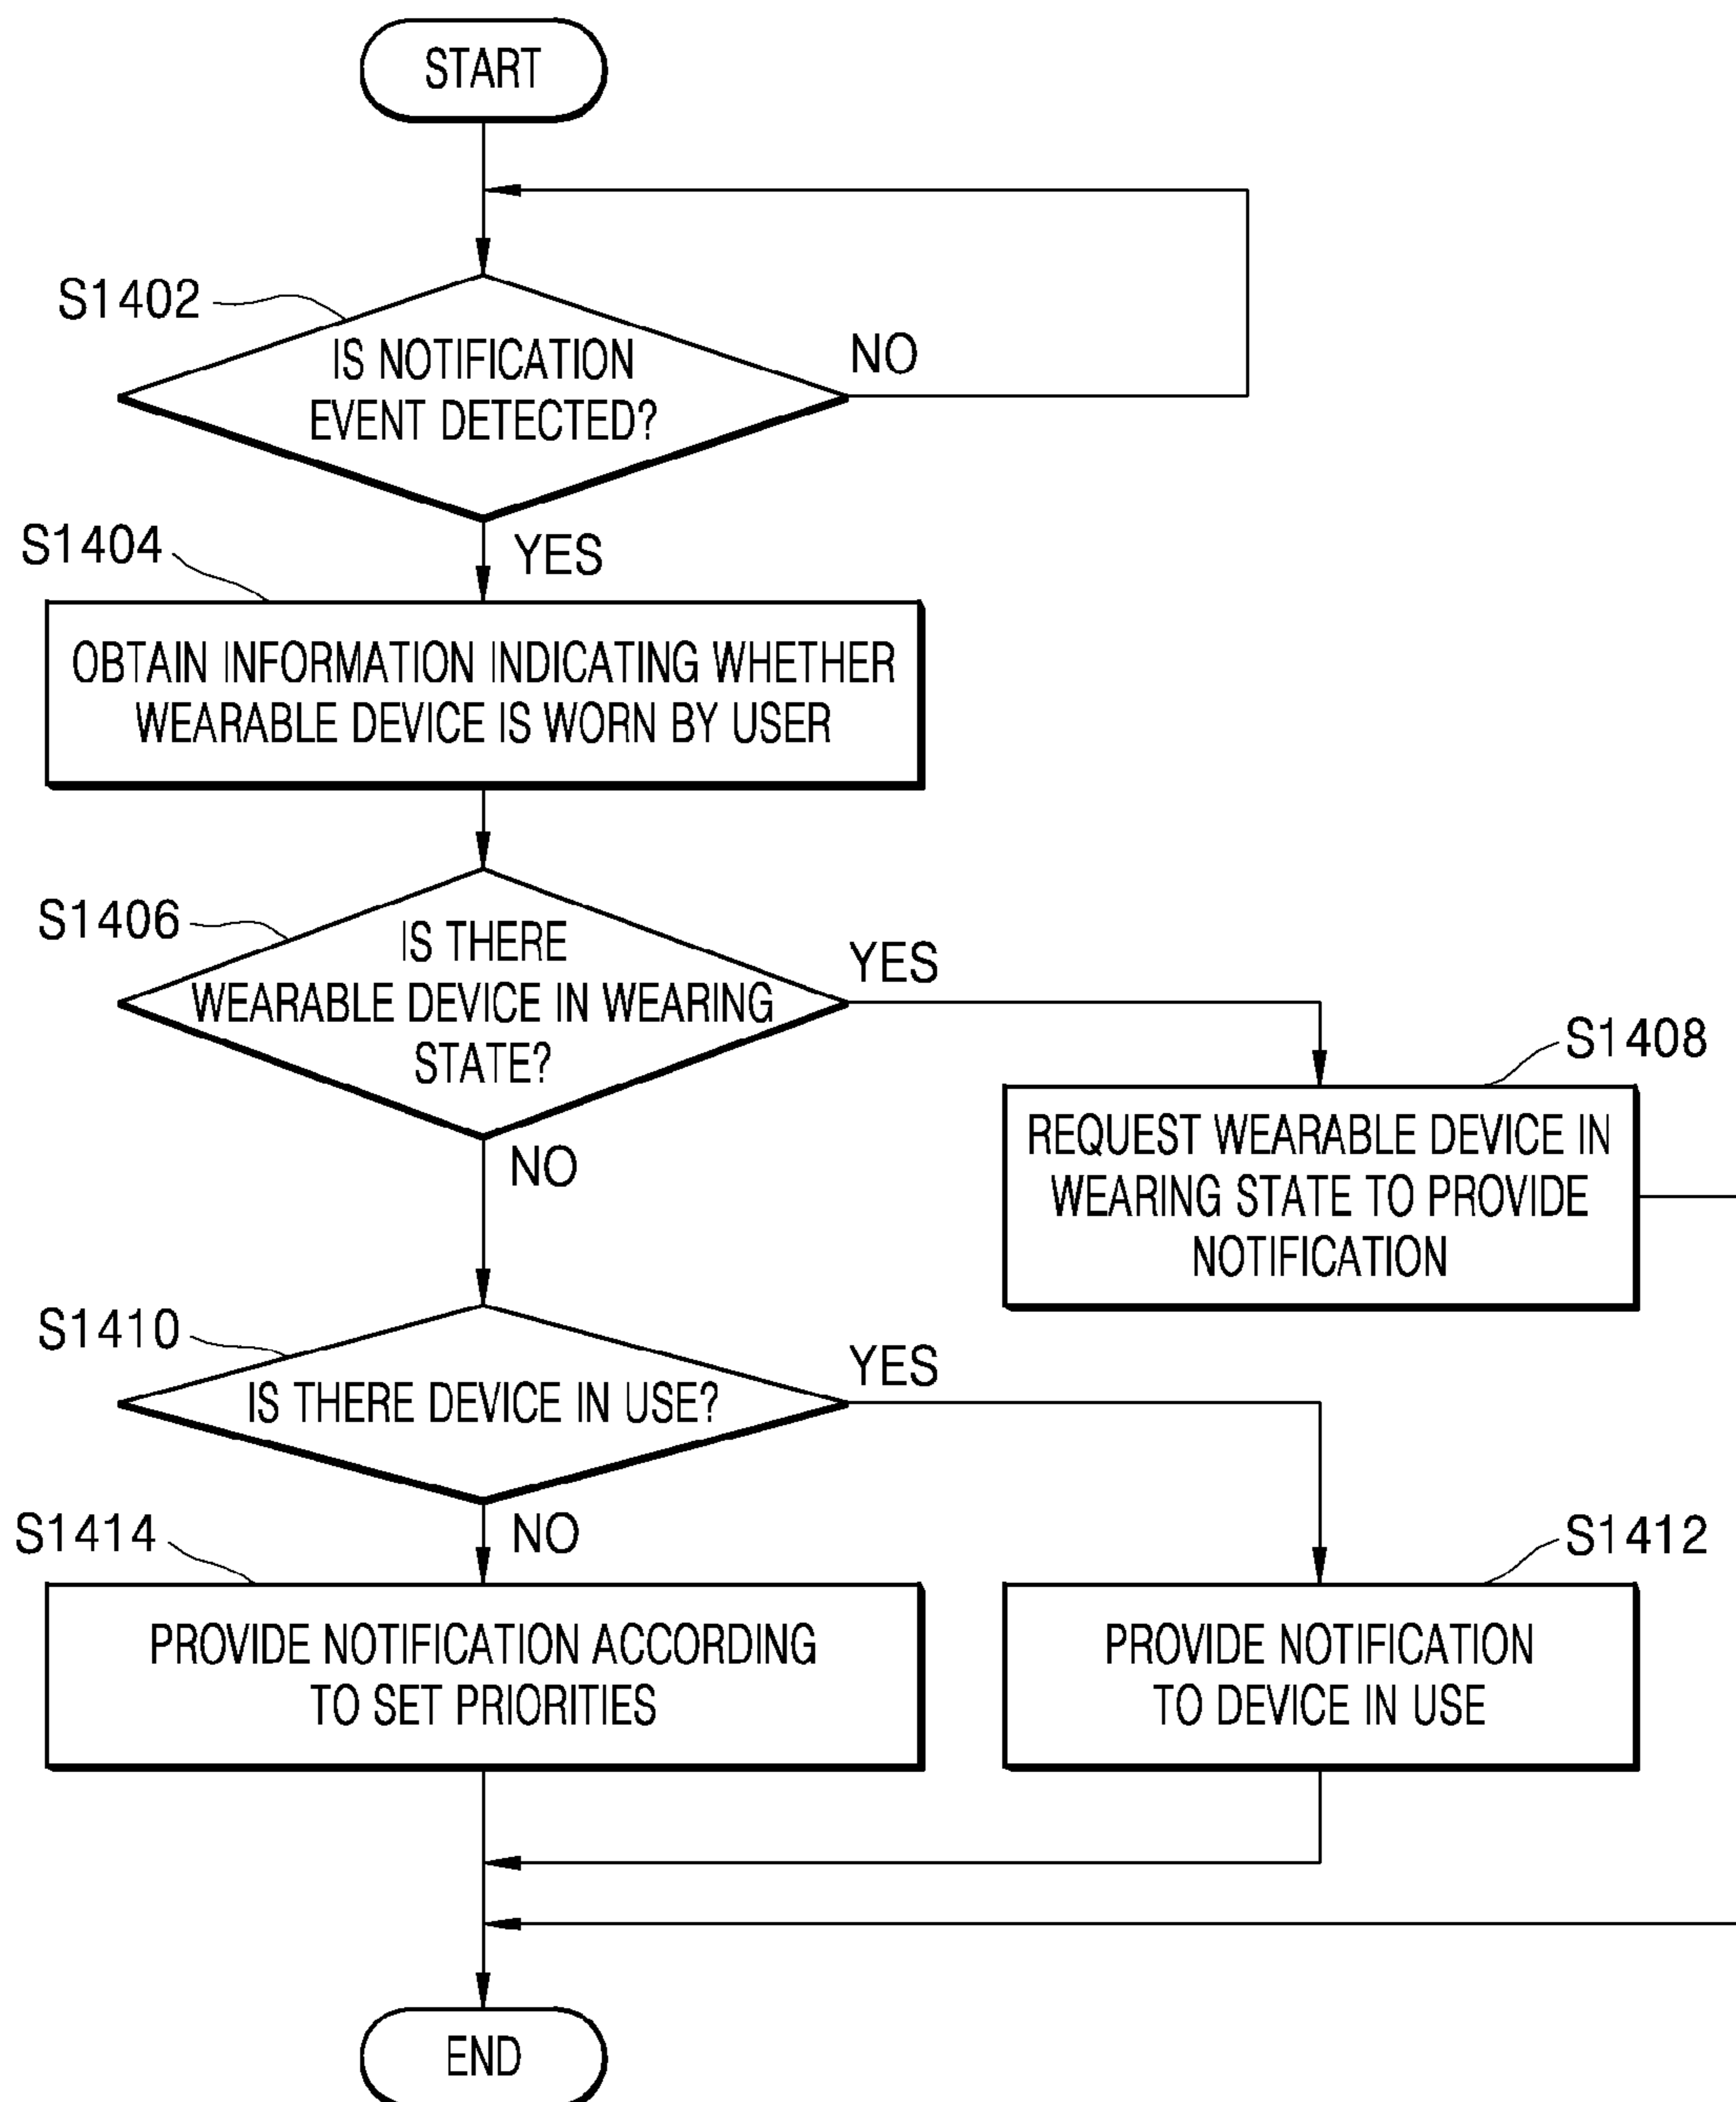 START
S1402
IS NOTIFICATION
EVENT DETECTED?
NO
YES
S1404
OBTAIN INFORMATION INDICATING WHETHER
WEARABLE DEVICE IS WORN BY USER
S1406
IS THERE
WEARABLE DEVICE IN WEARING
STATE?
YES
NO
S1408
REQUEST WEARABLE DEVICE IN
WEARING STATE TO PROVIDE
NOTIFICATION
S1410
IS THERE DEVICE IN USE?
YES
NO
S1414
PROVIDE NOTIFICATION ACCORDING
TO SET PRIORITIES
S1412
PROVIDE NOTIFICATION
TO DEVICE IN USE
END